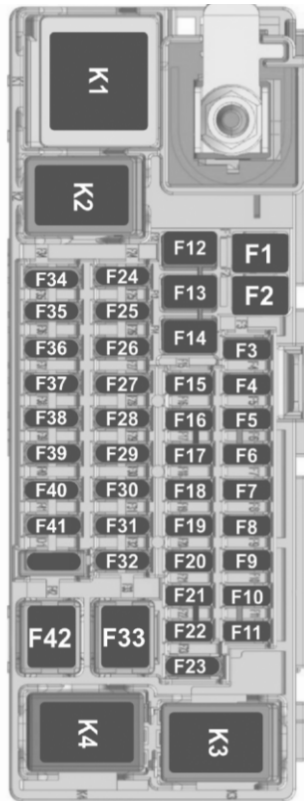 K1
K2
F12 F1
F13 F2
F14
F34 F24
F35 F25
F36 F26 F3
F37 F27 F15 F4
F38 F28 F16 F5
F39 F29 F17 F6
F40 F30 F18 F7
F41 F31 F19 F8
F32 F20 F9
F21 F10
F42 F33 F22 F11
F23
K4 K3